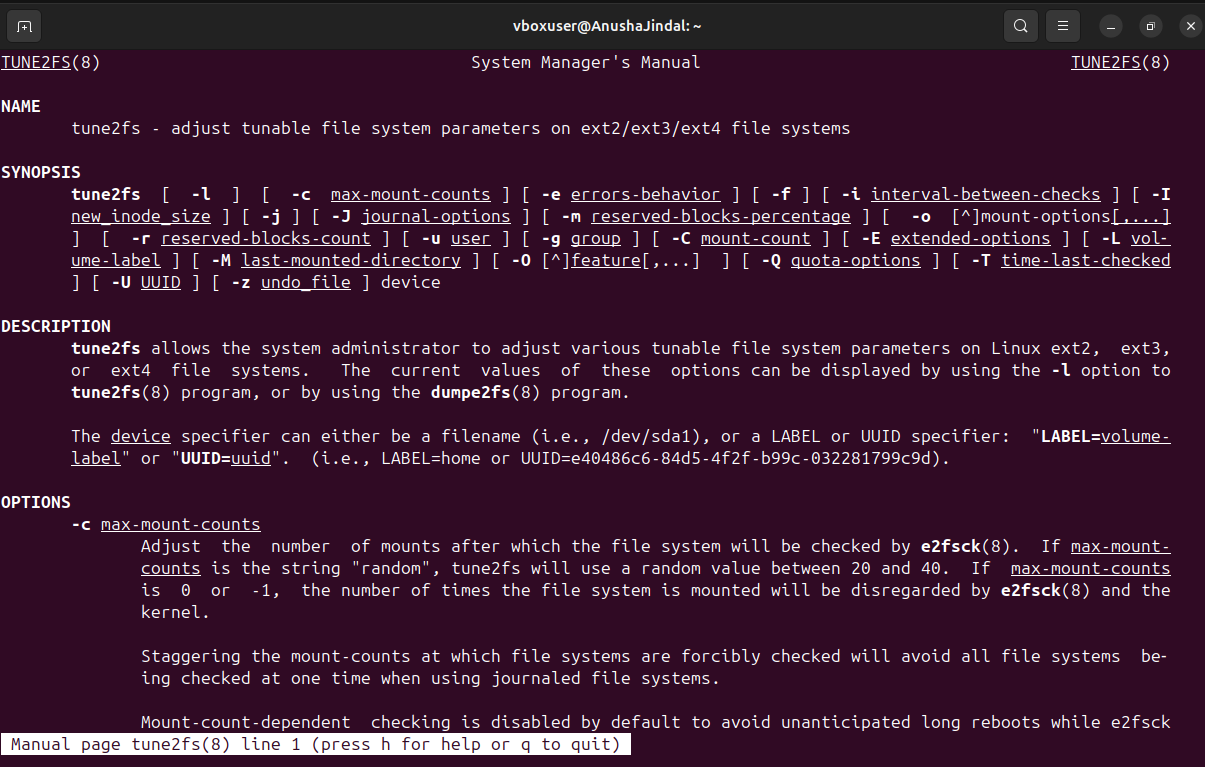 vboxuser@AnushaJindal: ~
TUNE2FS(8) System Manager's Manual TUNE2FS(8)
NAME
tune2fs - adjust tunable file system parameters on ext2/ext3/ext4 file systems
SYNOPSIS
tune2fs [ -l ] [ -c max-mount-counts ] [ -e errors-behavior ] [ -f ] [ -i interval-between-checks ] [ -I
new_inode_size ] [ -j ] [ -J journal-options ] [ -m reserved-blocks-percentage ] [ -o [^]mount-options[,...]
] [ -r reserved-blocks-count ] [ -u user ] [ -g group ] [ -C mount-count ] [ -E extended-options ] [ -L vol-
ume-label ] [ -M last-mounted-directory ] [ -O [^]feature[,...] ] [ -Q quota-options ] [ -T time-last-checked
] [ -U UUID ] [ -z undo_file ] device
DESCRIPTION
tune2fs allows the system administrator to adjust various tunable file system parameters on Linux ext2, ext3,
or ext4 file systems. The current values of these options can be displayed by using the -l option to
tune2fs(8) program, or by using the dumpe2fs(8) program.
The device specifier can either be a filename (i.e., /dev/sda1), or a LABEL or UUID specifier: "LABEL=volume-
label" or "UUID=uuid". (i.e., LABEL=home or UUID=e40486c6-84d5-4f2f-b99c-032281799c9d).
OPTIONS
-c max-mount-counts
Adjust the number of mounts after which the file system will be checked by e2fsck(8). If max-mount-
counts is the string "random", tune2fs will use a random value between 20 and 40. If max-mount-counts
is 0 or -1, the number of times the file system is mounted will be disregarded by e2fsck(8) and the
kernel.
Staggering the mount-counts at which file systems are forcibly checked will avoid all file systems be-
ing checked at one time when using journaled file systems.
Mount-count-dependent checking is disabled by default to avoid unanticipated long reboots while e2fsck
Manual page tune2fs(8) line 1 (press h for help or q to quit)